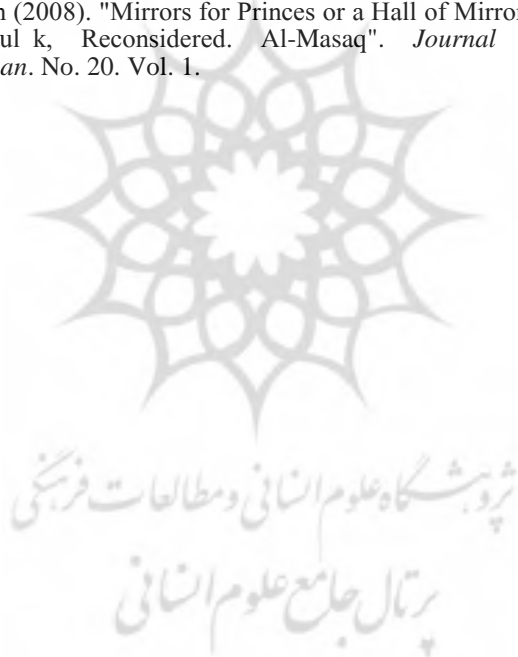 n (2008). "Mirrors for Princes or a Hall of Mirror
ul k, Reconsidered. Al-Masaq". Journal
an. No. 20. Vol. 1.
پژوهشگاه علوم انسانی و مطالعات فرهنگی
پرتال جامع علوم انسانی